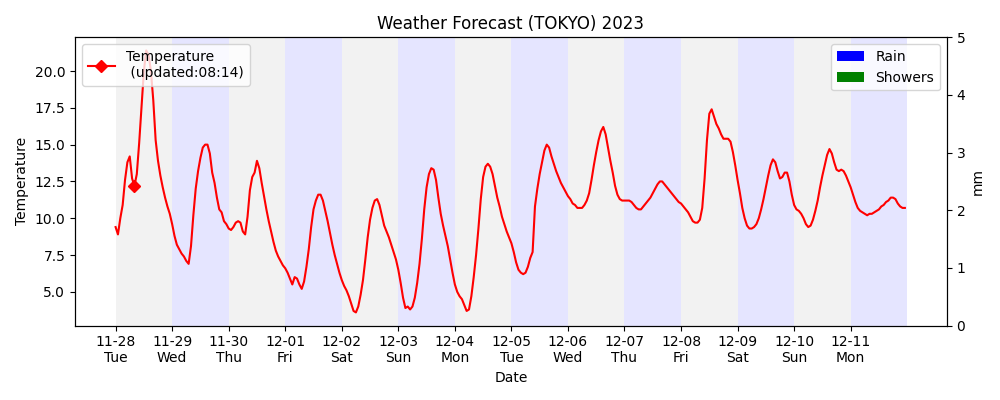 Weather Forecast (TOKYO) 2023
Temperature
(updated:08:14)
Rain
Showers
Temperature
20.0
17.5
15.0
12.5
10.0
7.5
5.0
5
4
3
2
1
0
mm
11-28 11-29 11-30 12-01 12-02 12-03 12-04 12-05 12-06 12-07 12-08 12-09 12-10 12-11
Tue Wed Thu Fri Sat Sun Mon Tue Wed Thu Fri Sat Sun Mon
Date